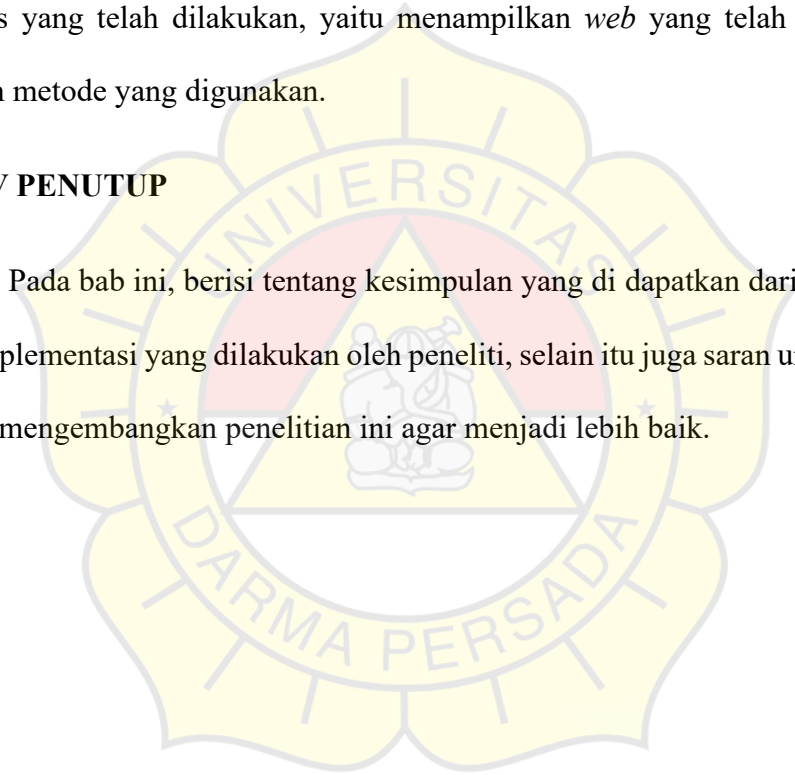 s yang telah dilakukan, yaitu menampilkan web yang telah
n metode yang digunakan.
V PENUTUP
Pada bab ini, berisi tentang kesimpulan yang di dapatkan dari
plementasi yang dilakukan oleh peneliti, selain itu juga saran u
mengembangkan penelitian ini agar menjadi lebih baik.
UNIVERSITAS
DARMA PERSADA